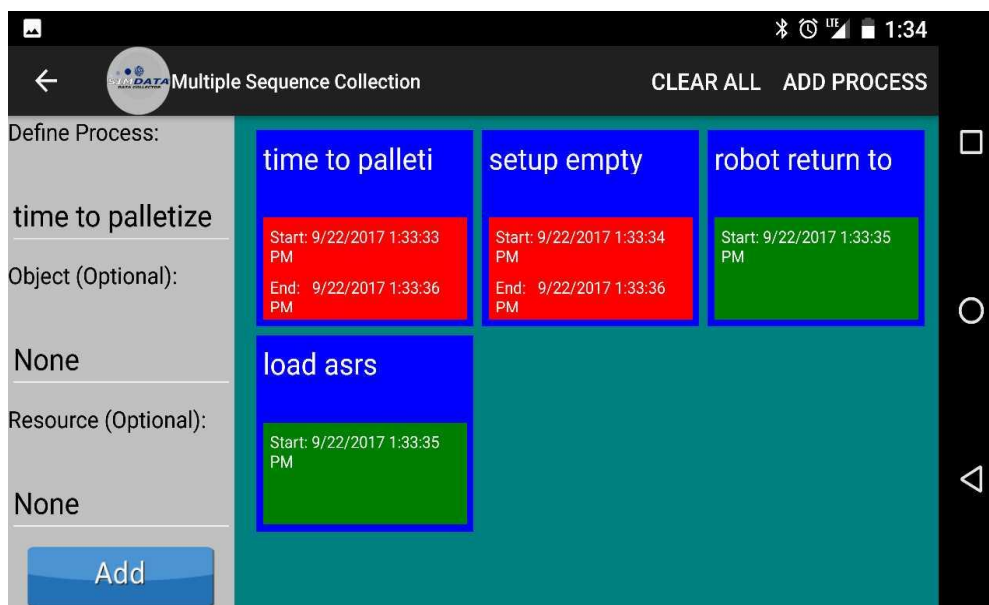 LTE 1:34
SIMDATA
DATA COLLECTOR
Multiple Sequence Collection CLEAR ALL ADD PROCESS
Define Process:
time to palletize
Object (Optional):
None
Resource (Optional):
None
Add
time to palleti
Start: 9/22/2017 1:33:33
PM
End: 9/22/2017 1:33:36
PM
setup empty
Start: 9/22/2017 1:33:34
PM
End: 9/22/2017 1:33:36
PM
robot return to
Start: 9/22/2017 1:33:35
PM
load asrs
Start: 9/22/2017 1:33:35
PM